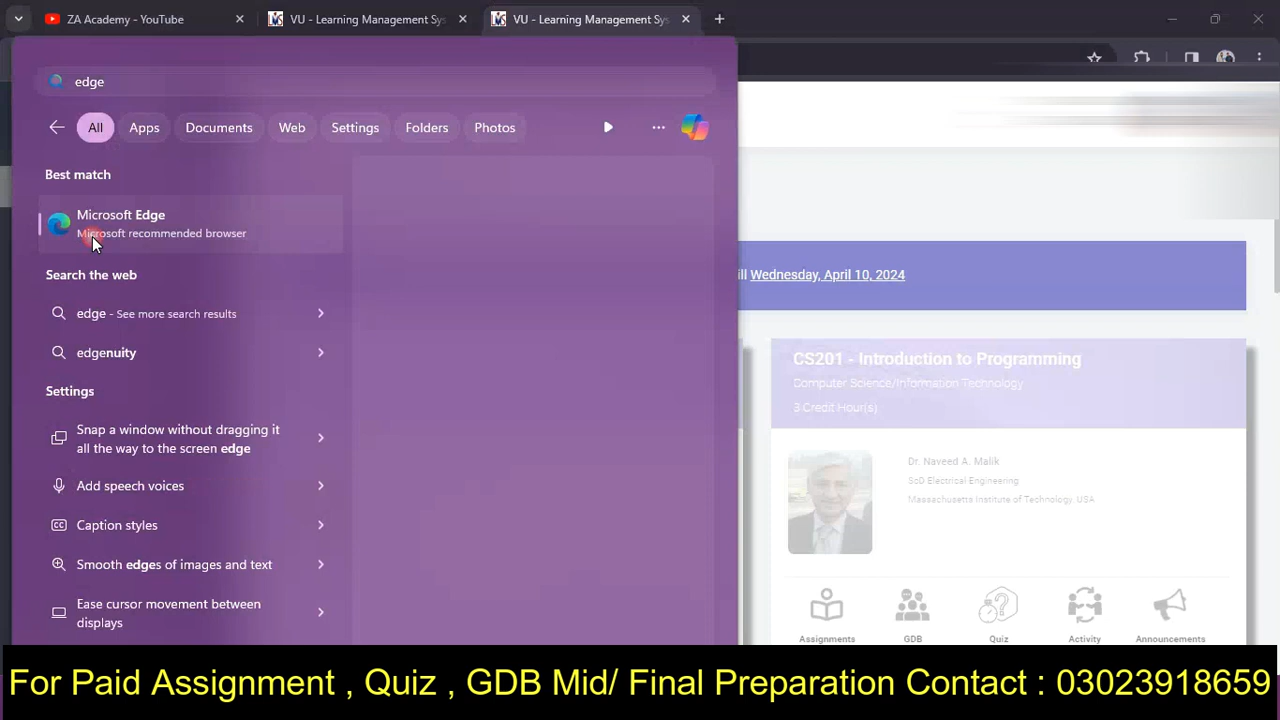 ZA Academy - YouTube
VU - Learning Management Sys
VU - Learning Management Sys
edge
All
Apps
Documents
Web
Settings
Folders
Photos
Best match
Microsoft Edge
Microsoft recommended browser
Search the web
edge - See more search results
edgenuity
Settings
Snap a window without dragging it
all the way to the screen edge
Add speech voices
Caption styles
Smooth edges of images and text
Ease cursor movement between
displays
ill Wednesday, April 10, 2024
CS201 - Introduction to Programming
Computer Science/Information Technology
3 Credit Hour(s)
Dr. Naveed A. Malik
ScD Electrical Engineering
Massachusetts Institute of Technology, USA
Assignments
GDB
Quiz
Activity
Announcements
For Paid Assignment , Quiz , GDB Mid/ Final Preparation Contact : 03023918659